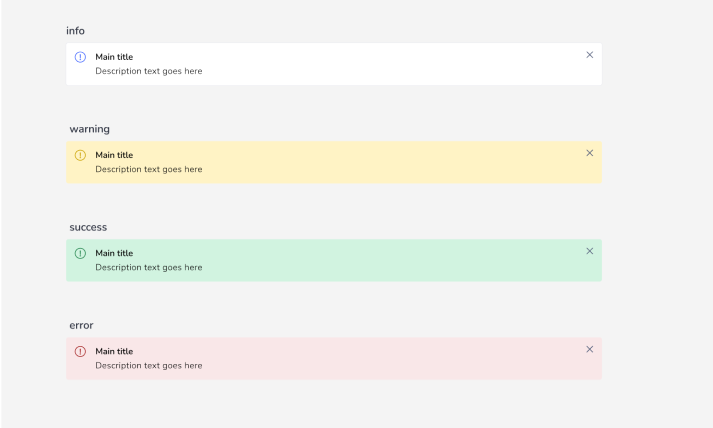 info
Main title
Description text goes here
warning
Main title
Description text goes here
success
Main title
Description text goes here
error
Main title
Description text goes here